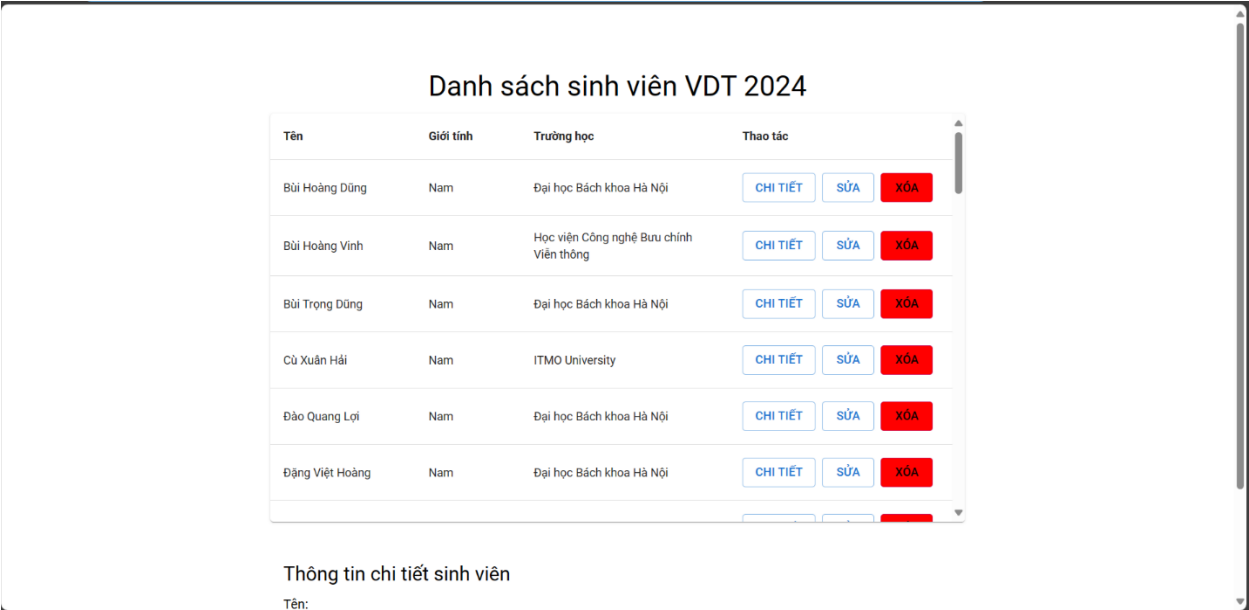 Danh sách sinh viên VDT 2024
Tên Giới tính Trường học Thao tác
Bùi Hoàng Dũng Nam Đại học Bách khoa Hà Nội CHI TIẾT SỬA XÓA
Bùi Hoàng Vinh Nam Học viện Công nghệ Bưu chính
Viễn thông CHI TIẾT SỬA XÓA
Bùi Trọng Dũng Nam Đại học Bách khoa Hà Nội CHI TIẾT SỬA XÓA
Cù Xuân Hải Nam ITMO University CHI TIẾT SỬA XÓA
Đào Quang Lợi Nam Đại học Bách khoa Hà Nội CHI TIẾT SỬA XÓA
Đặng Việt Hoàng Nam Đại học Bách khoa Hà Nội CHI TIẾT SỬA XÓA
Thông tin chi tiết sinh viên
Tên: